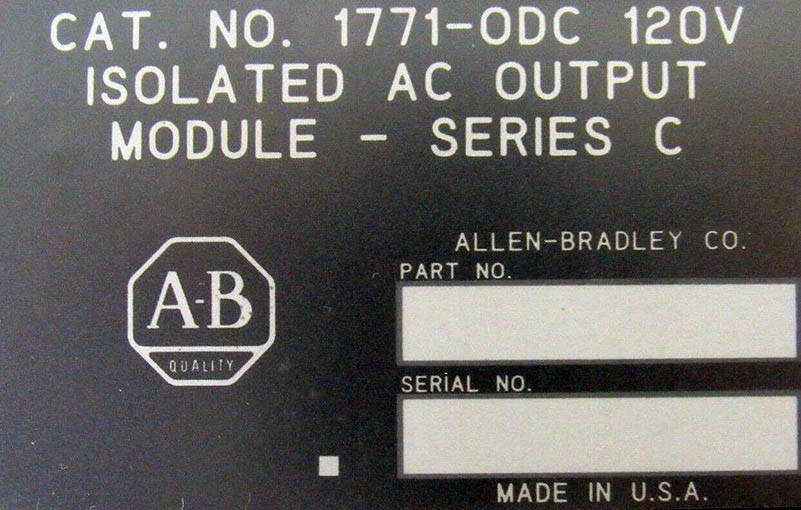 CAT. NO. 1771-ODC 120V
ISOLATED AC OUTPUT
MODULE - SERIES C
A-B
QUALITY
ALLEN-BRADLEY CO.
PART NO.
SERIAL NO.
MADE IN U.S.A.